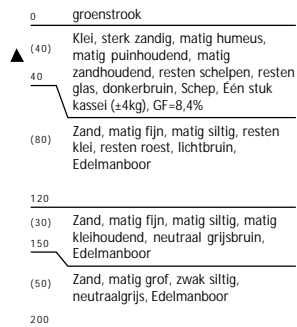 0 groenstrook
(40) Klei, sterk zandig, matig humeus,
matig puinhoudend, matig
zandhoudend, resten schelpen, resten
40 glas, donkerbruin, Schep, Één stuk
kassei (±4kg), GF=8,4%
(80) Zand, matig fijn, matig siltig, resten
klei, resten roest, lichtbruin,
Edelmanboor
120
(30) Zand, matig fijn, matig siltig, matig
kleihoudend, neutraal grijsbruin,
150 Edelmanboor
(50) Zand, matig grof, zwak siltig,
neutraalgrijs, Edelmanboor
200